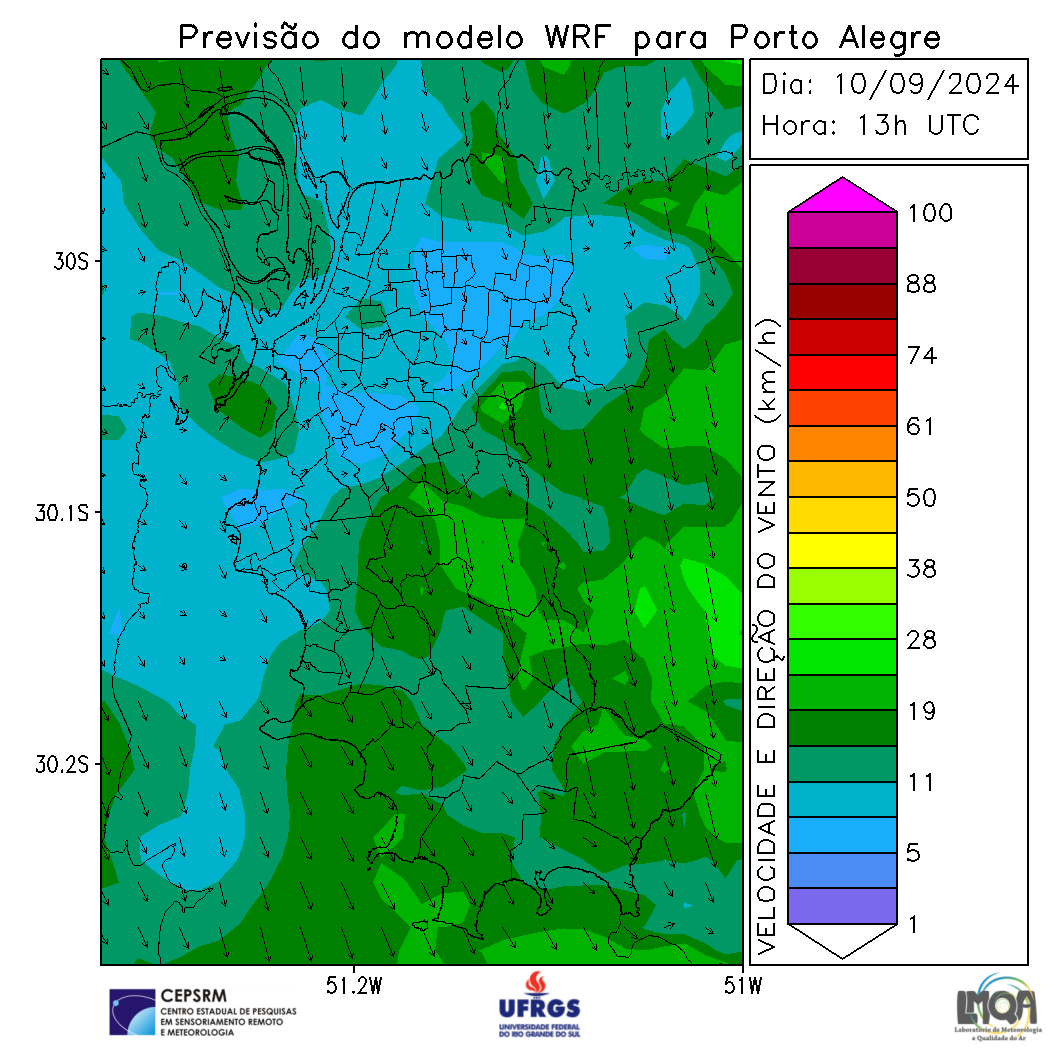 Previsão do modelo WRF para Porto Alegre
Dia: 10/09/2024
Hora: 13h UTC
30S
30.1S
30.2S
51.2W
51W
VELOCIDADE E DIREÇÃO DO VENTO (km/h)
100
88
74
61
50
38
28
19
11
5
1
CEPSRM
CENTRO ESTADUAL DE PESQUISAS
EM SENSORIAMENTO REMOTO
E METEOROLOGIA
UFRGS
UNIVERSIDADE FEDERAL
DO RIO GRANDE DO SUL
LMQA
Laboratório de Meteorologia
e Qualidade do Ar